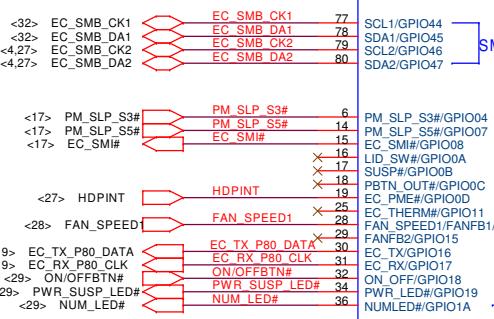 <32> EC_SMB_CK1 EC_SMB_CK1 77 SCL1/GPIO44
<32> EC_SMB_DA1 EC_SMB_DA1 78 SDA1/GPIO45
<4,27> EC_SMB_CK2 EC_SMB_CK2 79 SCL2/GPIO46
<4,27> EC_SMB_DA2 EC_SMB_DA2 80 SDA2/GPIO47
SM
<17> PM_SLP_S3# PM_SLP_S3# 6 PM_SLP_S3#/GPIO04
<17> PM_SLP_S5# PM_SLP_S5# 14 PM_SLP_S5#/GPIO07
<17> EC_SMI# EC_SMI# 15 EC_SMI#/GPIO08
16 LID_SW#/GPIO0A
17 SUSP#/GPIO0B
18 PBTN_OUT#/GPIO0C
<27> HDPINT HDPINT 19 EC_PME#/GPIO0D
25 EC_THERM#/GPIO11
<28> FAN_SPEED1 FAN_SPEED1 28 FAN_SPEED1/FANFB1/
29 FANFB2/GPIO15
9> EC_TX_P80_DATA EC_TX_P80_DATA 30 EC_TX/GPIO16
9> EC_RX_P80_CLK EC_RX_P80_CLK 31 EC_RX/GPIO17
<29> ON/OFFBTN# ON/OFFBTN# 32 ON_OFF/GPIO18
29> PWR_SUSP_LED# PWR_SUSP_LED# 34 PWR_LED#/GPIO19
<29> NUM_LED# NUM_LED# 36 NUMLED#/GPIO1A